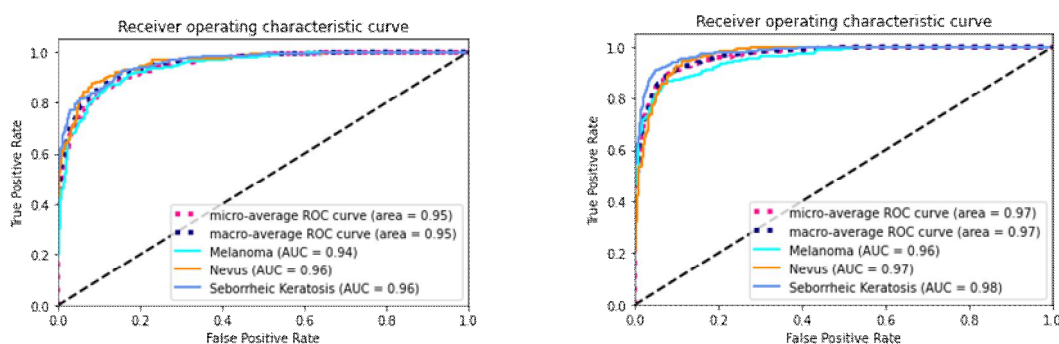 Receiver operating characteristic curve
1.0
0.8
0.6
0.4
0.2
0.0
True Positive Rate
micro-average ROC curve (area = 0.95)
macro-average ROC curve (area = 0.95)
Melanoma (AUC = 0.94)
Nevus (AUC = 0.96)
Seborrheic Keratosis (AUC = 0.96)
0.0 0.2 0.4 0.6 0.8 1.0
False Positive Rate
Receiver operating characteristic curve
1.0
0.8
0.6
0.4
0.2
0.0
True Positive Rate
micro-average ROC curve (area = 0.97)
macro-average ROC curve (area = 0.97)
Melanoma (AUC = 0.96)
Nevus (AUC = 0.97)
Seborrheic Keratosis (AUC = 0.98)
0.0 0.2 0.4 0.6 0.8 1.0
False Positive Rate